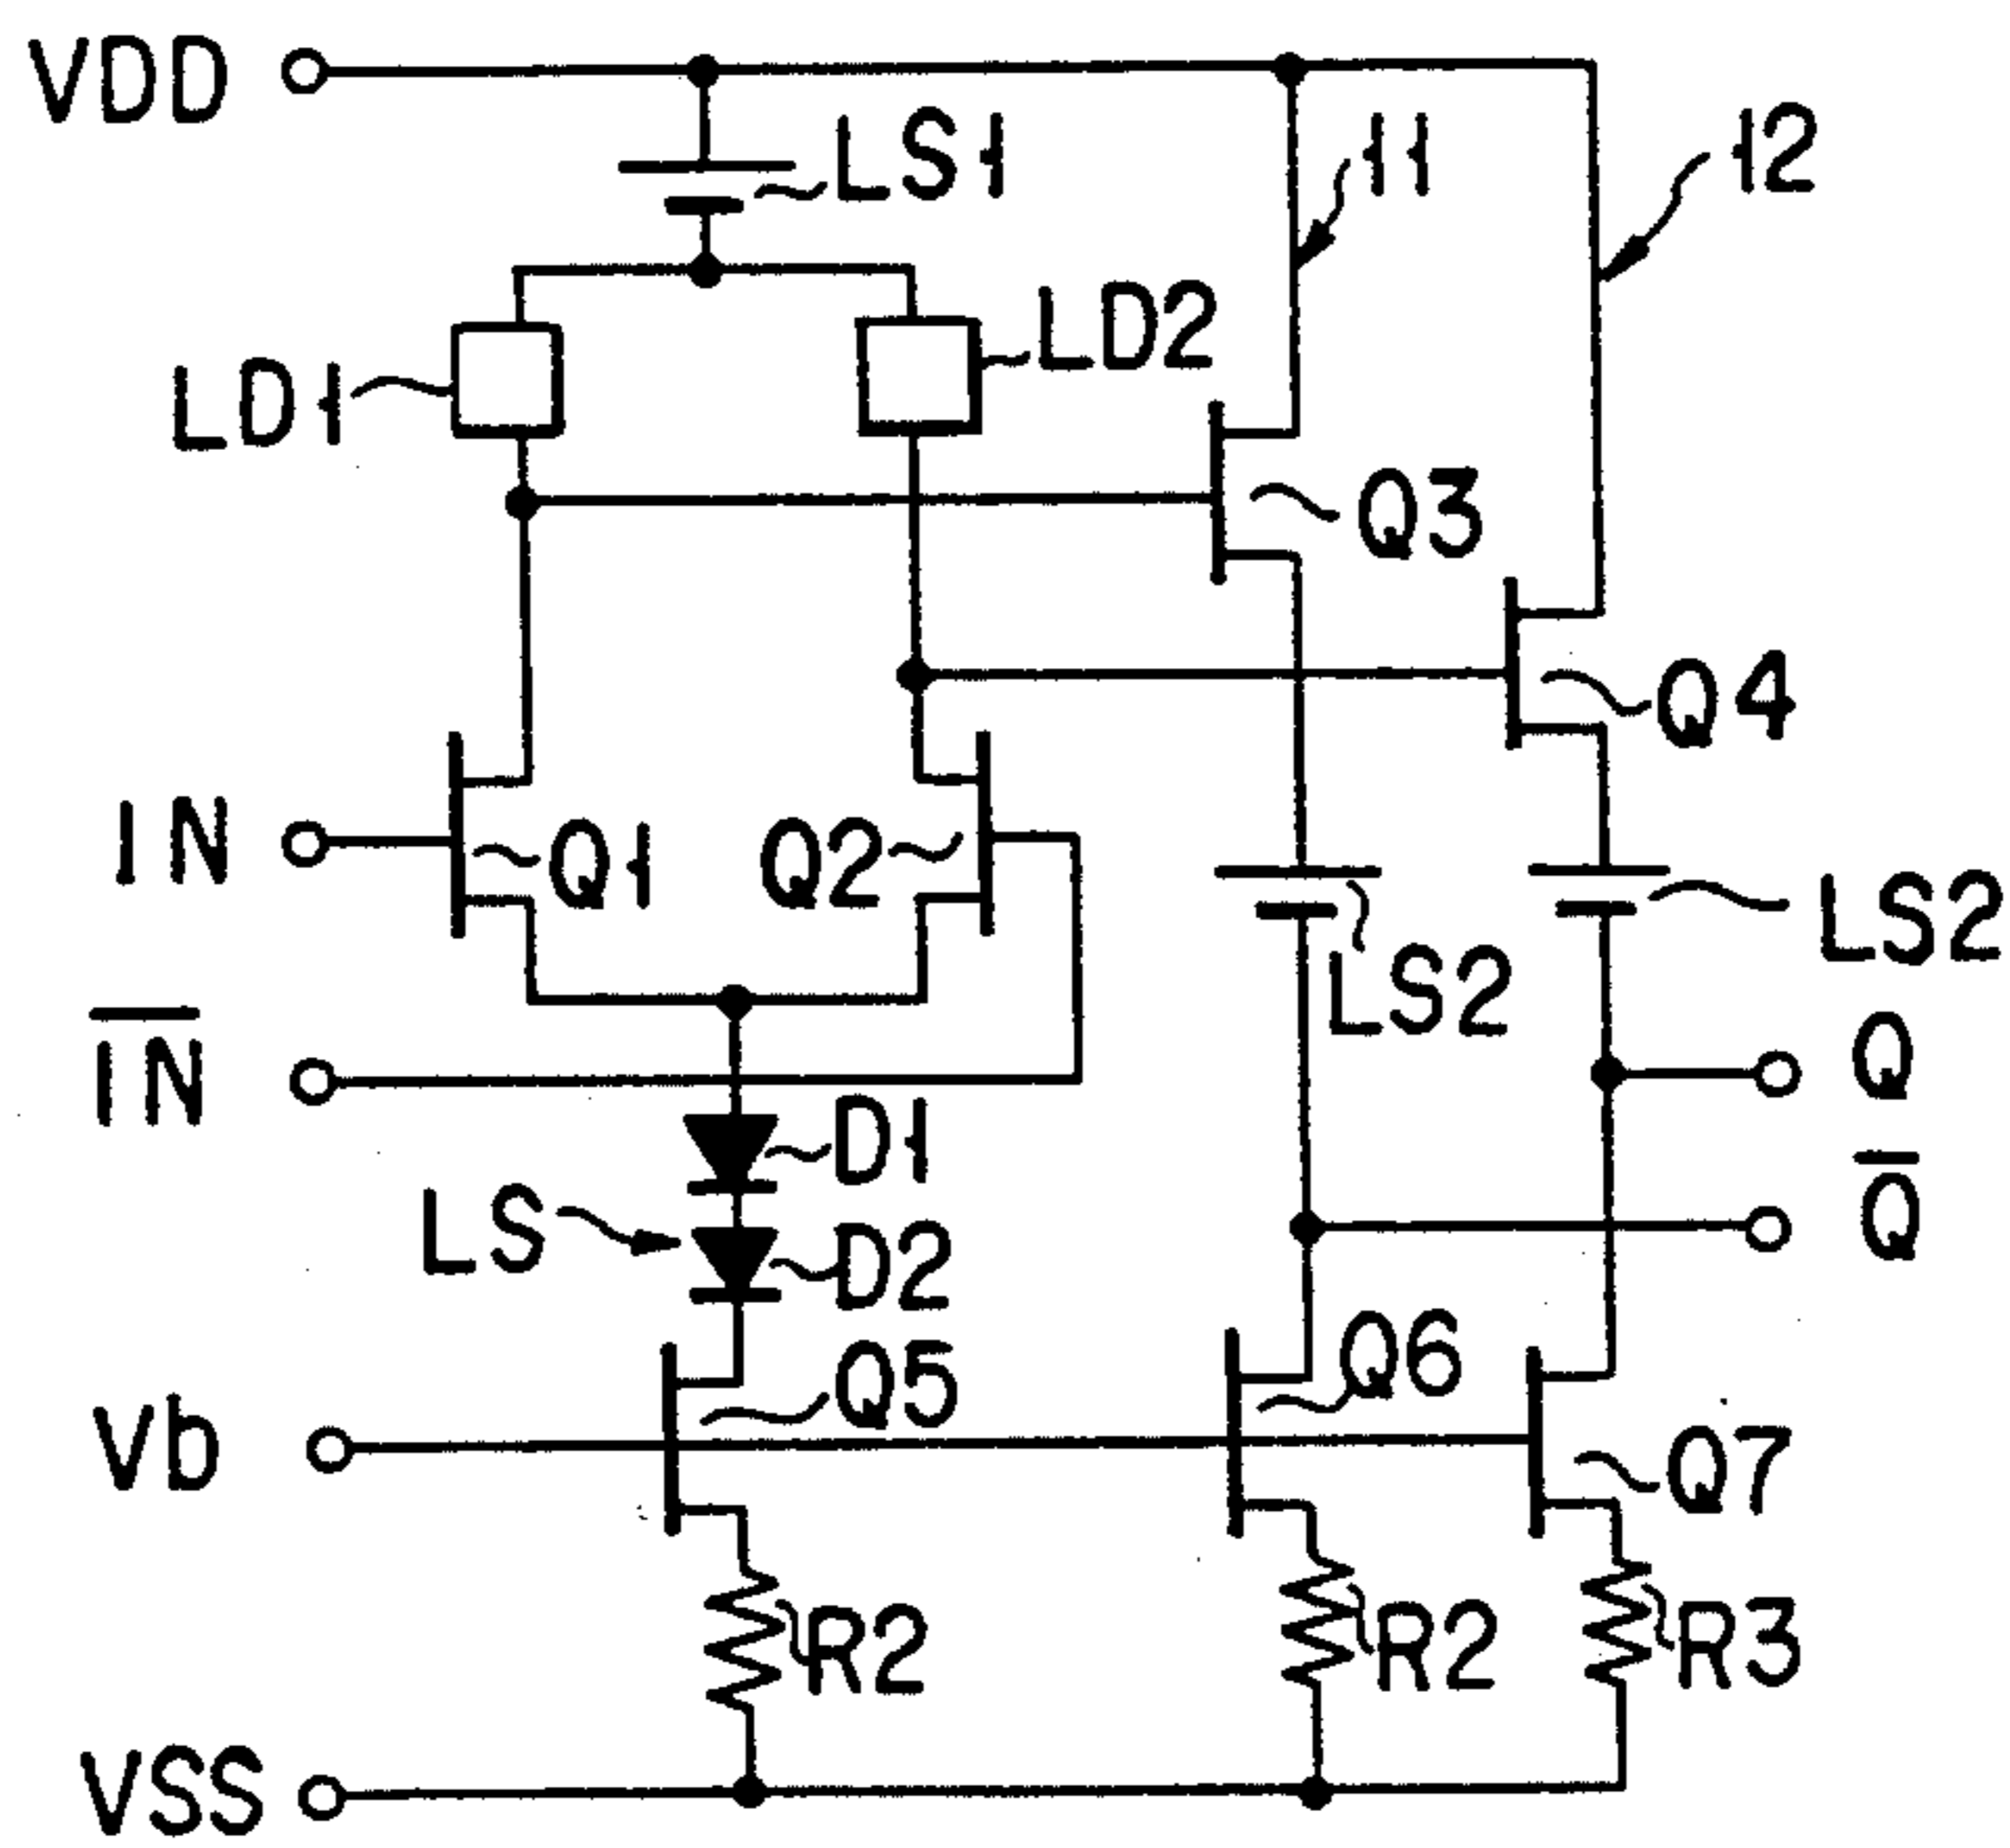 VDD
LS1
11
12
LD1
LD2
Q3
Q4
IN
Q1
Q2
LS2
LS2
I̅N̅
Q
D1
Q̅
LS
D2
Q5
Q6
Vb
Q7
R2
R2
R3
VSS